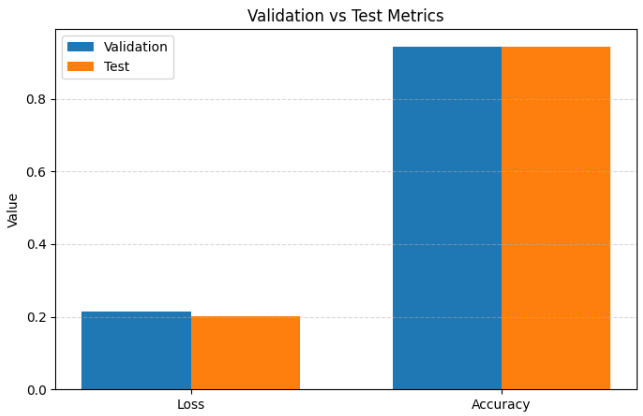 Validation vs Test Metrics
Validation
Test
Value
0.8
0.6
0.4
0.2
0.0
Loss
Accuracy